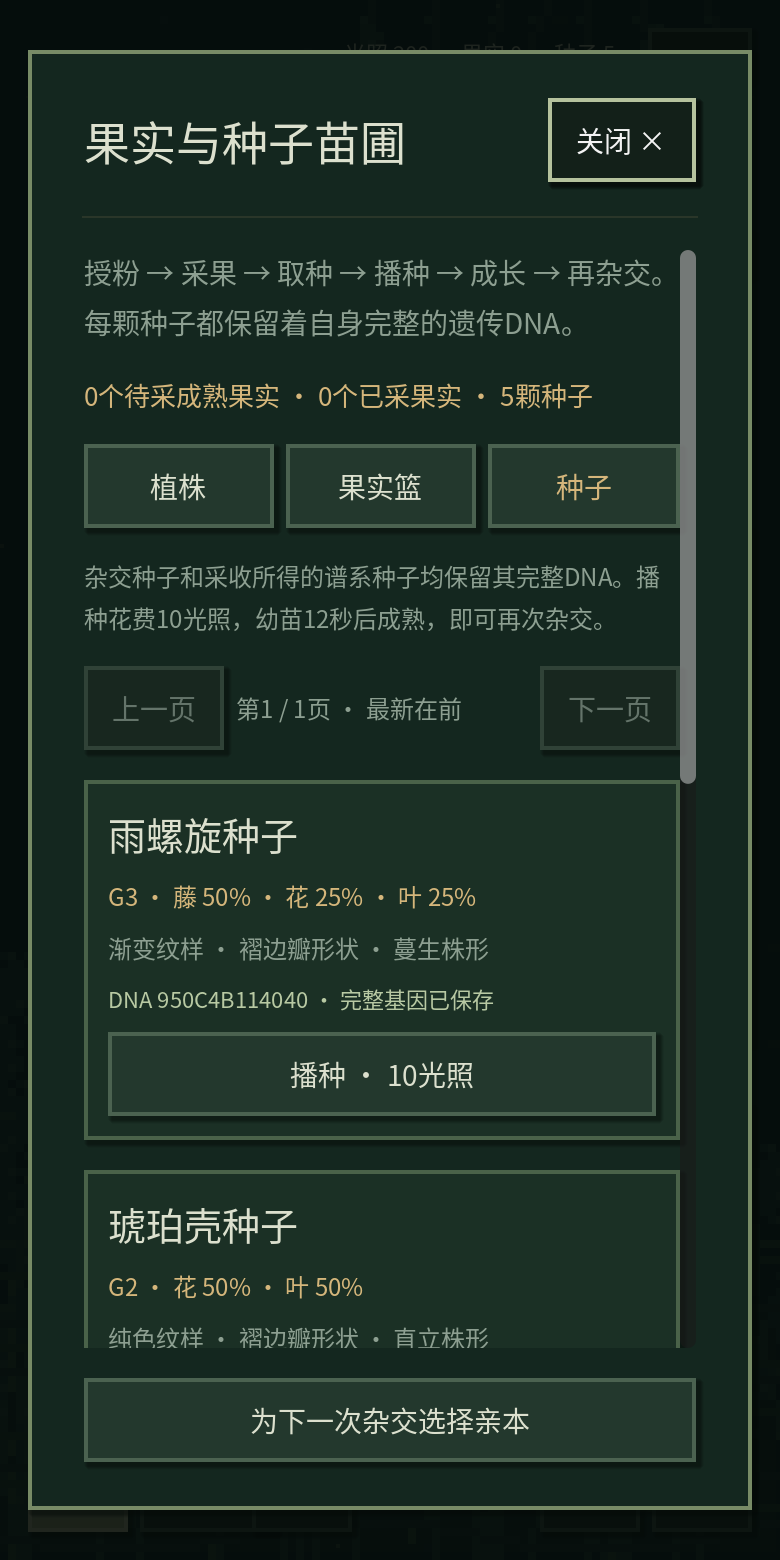 果实与种子苗圃
关闭 ×
授粉 → 采果 → 取种 → 播种 → 成长 → 再杂交。
每颗种子都保留着自身完整的遗传DNA。
0个待采成熟果实 · 0个已采果实 · 5颗种子
植株
果实篮
种子
杂交种子和采收所得的谱系种子均保留其完整DNA。播
种花费10光照，幼苗12秒后成熟，即可再次杂交。
上一页
第1 / 1页 · 最新在前
下一页
雨螺旋种子
G3 · 藤 50% · 花 25% · 叶 25%
渐变纹样 · 褶边瓣形状 · 蔓生株形
DNA 950C4B114040 · 完整基因已保存
播种 · 10光照
琥珀壳种子
G2 · 花 50% · 叶 50%
纯色纹样 · 褶边瓣形状 · 直立株形
为下一次杂交选择亲本